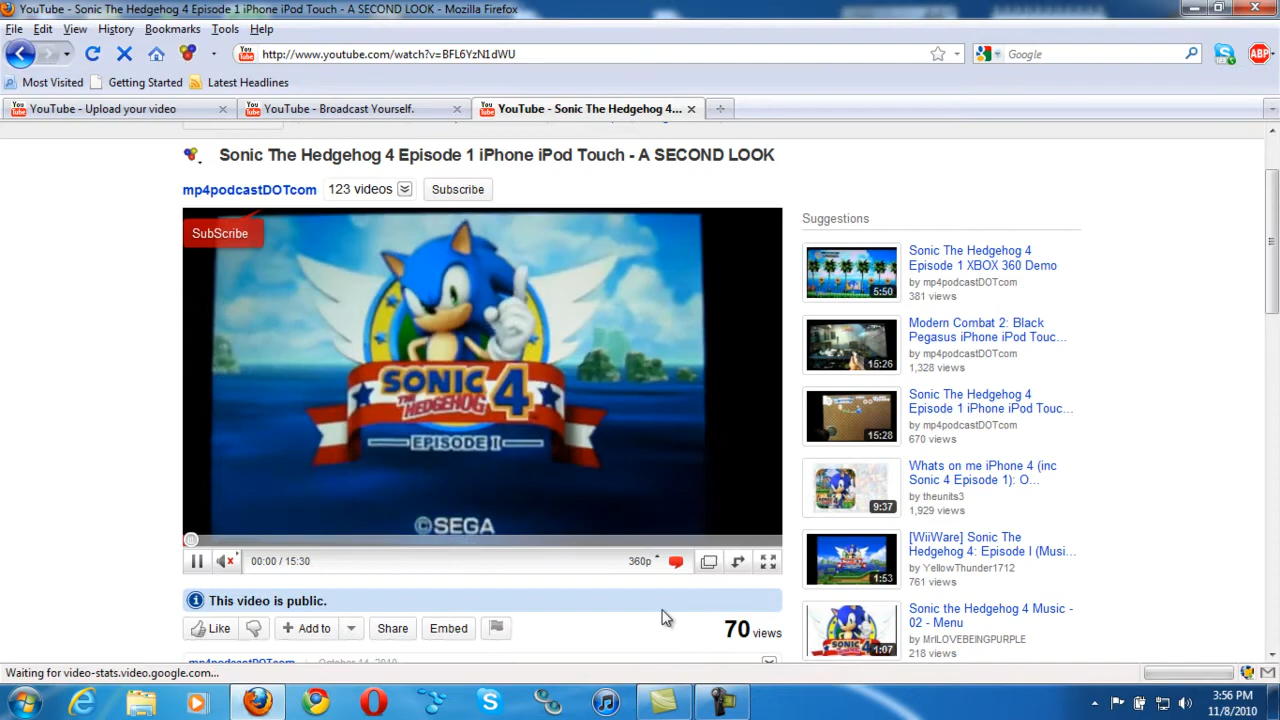 YouTube - Sonic The Hedgehog 4 Episode 1 iPhone iPod Touch - A SECOND LOOK - Mozilla Firefox
File Edit View History Bookmarks Tools Help
You Tube http://www.youtube.com/watch?v=BFL6YzN1dWU Google ABP
Most Visited Getting Started Latest Headlines
YouTube - Upload your video YouTube - Broadcast Yourself. YouTube - Sonic The Hedgehog 4...
Sonic The Hedgehog 4 Episode 1 iPhone iPod Touch - A SECOND LOOK
mp4podcastDOTcom 123 videos Subscribe
SubScribe
SONIC 4
THE HEDGEHOG
EPISODE I
©SEGA
00:00 / 15:30 360p
This video is public.
Like Add to Share Embed 70 views
mp4podcastDOTcom October 14, 2010
Suggestions
5:50
Sonic The Hedgehog 4
Episode 1 XBOX 360 Demo
by mp4podcastDOTcom
381 views
15:26
Modern Combat 2: Black
Pegasus iPhone iPod Touc...
by mp4podcastDOTcom
1,328 views
15:28
Sonic The Hedgehog 4
Episode 1 iPhone iPod Touc...
by mp4podcastDOTcom
670 views
9:37
Whats on me iPhone 4 (inc
Sonic 4 Episode 1): O...
by theunits3
1,929 views
1:53
[WiiWare] Sonic The
Hedgehog 4: Episode I (Musi...
by YellowThunder1712
761 views
1:07
Sonic the Hedgehog 4 Music -
02 - Menu
by MrILOVEBEINGPURPLE
218 views
Waiting for video-stats.video.google.com...
3:56 PM
11/8/2010